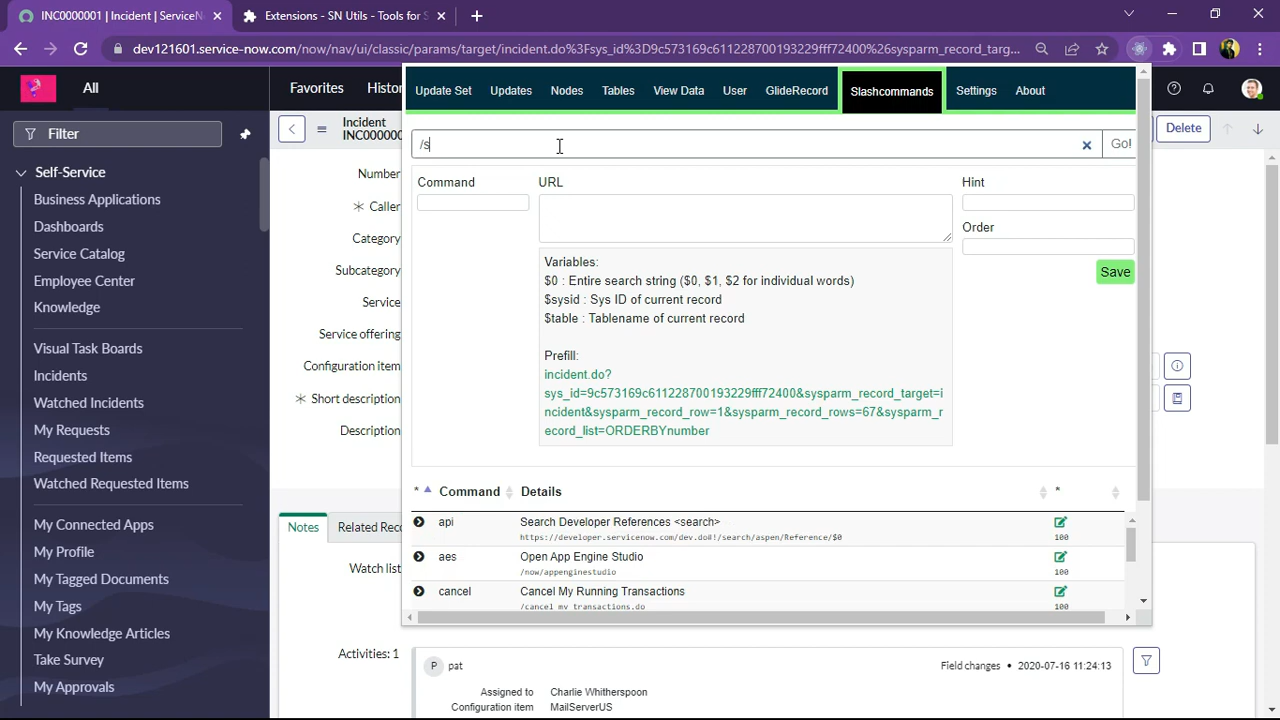 INC0000001 | Incident | ServiceN
Extensions - SN Utils - Tools for S
dev121601.service-now.com/now/nav/ui/classic/params/target/incident.do%3Fsys_id%3D9c573169c611228700193229fff72400%26sysparm_record_targ...
All
Favorites
Histor
Filter
Self-Service
Business Applications
Dashboards
Service Catalog
Employee Center
Knowledge
Visual Task Boards
Incidents
Watched Incidents
My Requests
Requested Items
Watched Requested Items
My Connected Apps
My Profile
My Tagged Documents
My Tags
My Knowledge Articles
Take Survey
My Approvals
Incident
INC000000
Delete
Number
Caller
Category
Subcategory
Service
Service offering
Configuration item
Short description
Description
Notes
Related Reco
Watch list
Update Set
Updates
Nodes
Tables
View Data
User
GlideRecord
Slashcommands
Settings
About
/s
Go!
Command
URL
Hint
Order
Save
Variables:
$0 : Entire search string ($0, $1, $2 for individual words)
$sysid : Sys ID of current record
$table : Tablename of current record
Prefill:
incident.do?
sys_id=9c573169c611228700193229fff72400&sysparm_record_target=i
ncident&sysparm_record_row=1&sysparm_record_rows=67&sysparm_r
ecord_list=ORDERBYnumber
* Command Details *
api Search Developer References <search>
https://developer.servicenow.com/dev.do#!/search/aspen/Reference/$0 100
aes Open App Engine Studio
/now/appenginestudio 100
cancel Cancel My Running Transactions
/cancel_my_transactions.do 100
Activities: 1
P pat
Field changes • 2020-07-16 11:24:13
Assigned to Charlie Whitherspoon
Configuration item MailServerUS